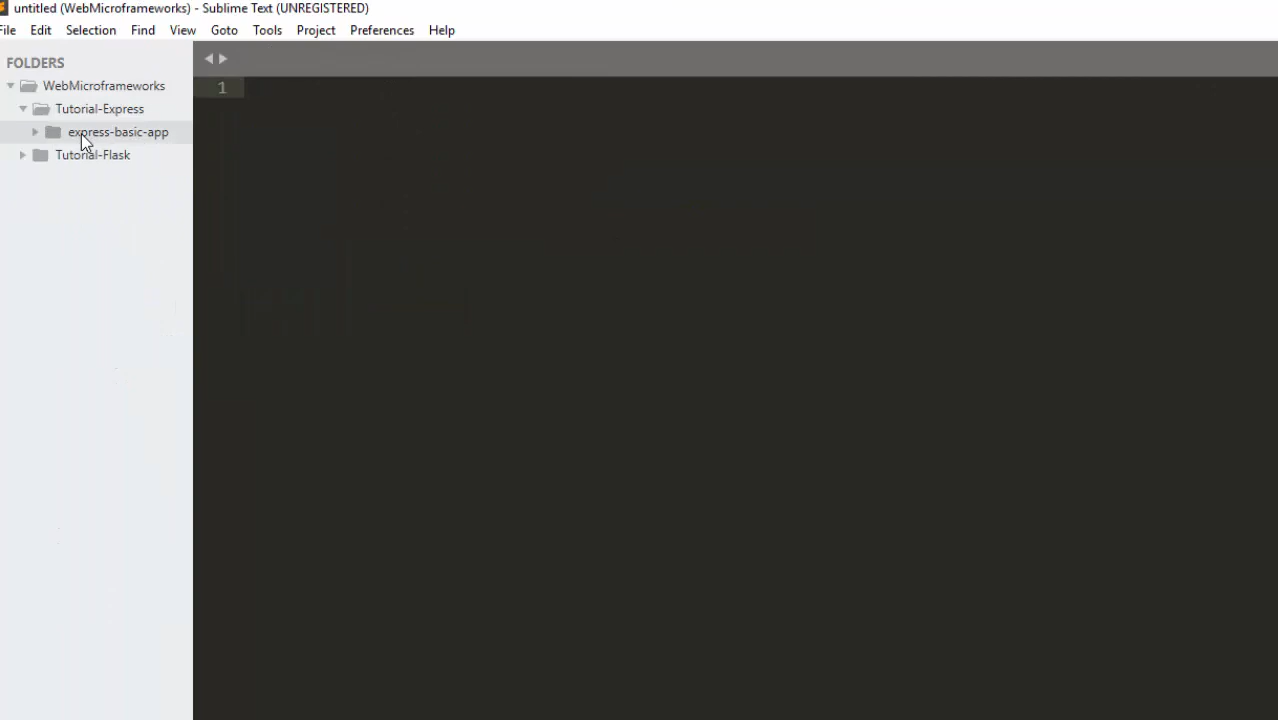 untitled (WebMicroframeworks) - Sublime Text (UNREGISTERED)
File Edit Selection Find View Goto Tools Project Preferences Help
FOLDERS
WebMicroframeworks
Tutorial-Express
express-basic-app
Tutorial-Flask
1